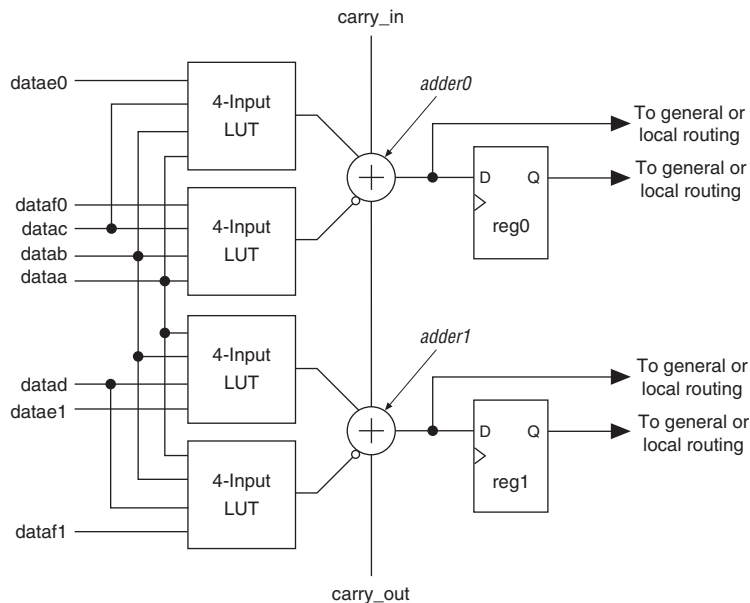 carry_in
adder0
datae0
4-Input
LUT
To general or
local routing
D Q
To general or
local routing
reg0
dataf0
datac
datab
dataa
4-Input
LUT
adder1
4-Input
LUT
To general or
local routing
datad
datae1
D Q
To general or
local routing
reg1
4-Input
LUT
dataf1
carry_out